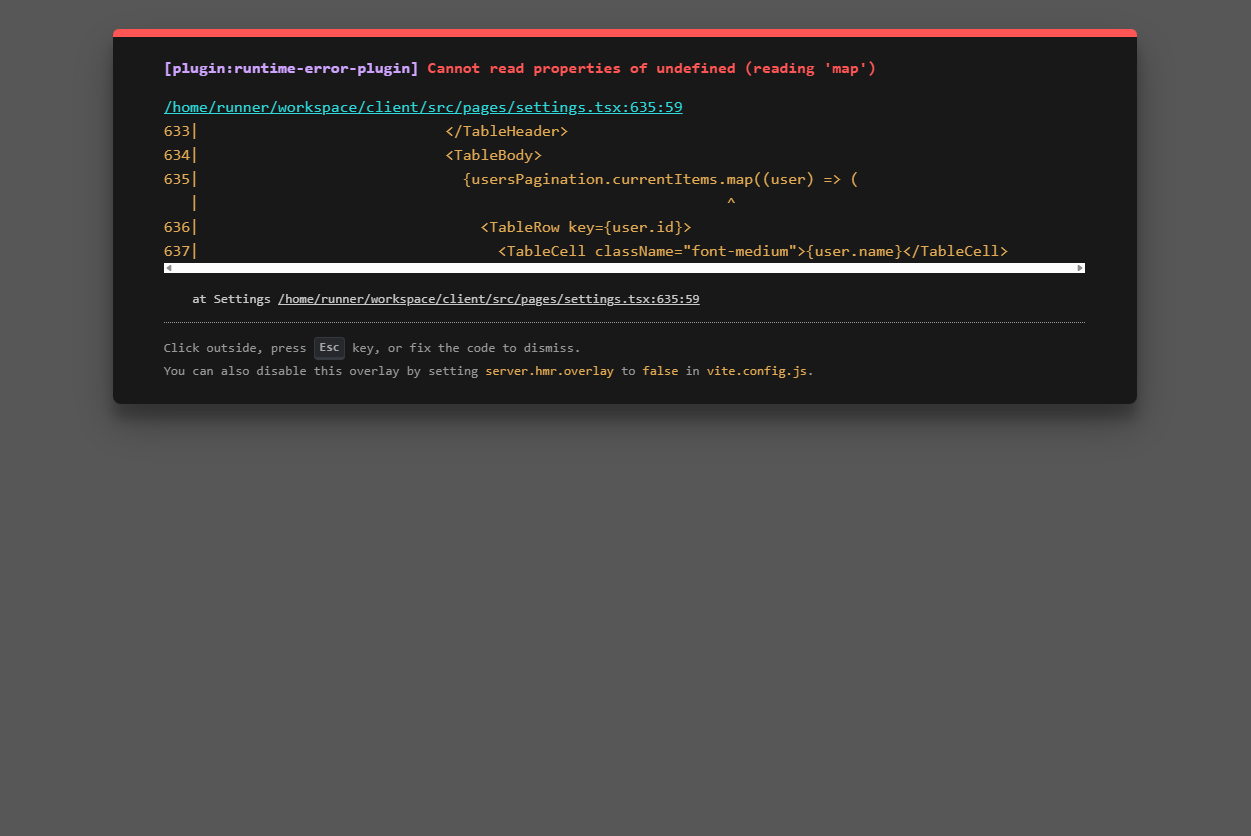 [plugin:runtime-error-plugin] Cannot read properties of undefined (reading 'map')
/home/runner/workspace/client/src/pages/settings.tsx:635:59
633|                            </TableHeader>
634|                            <TableBody>
635|                              {usersPagination.currentItems.map((user) => (
   |                                                            ^
636|                                <TableRow key={user.id}>
637|                                  <TableCell className="font-medium">{user.name}</TableCell>
at Settings /home/runner/workspace/client/src/pages/settings.tsx:635:59
Click outside, press Esc key, or fix the code to dismiss.
You can also disable this overlay by setting server.hmr.overlay to false in vite.config.js.